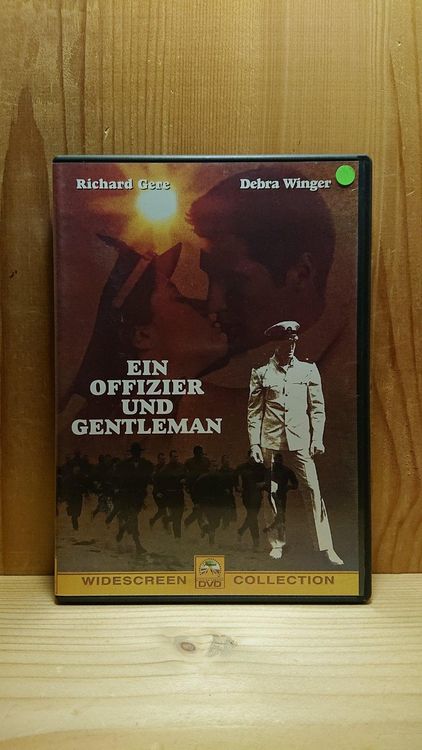 Richard Gere
Debra Winger
EIN
OFFIZIER
UND
GENTLEMAN
WIDESCREEN DVD COLLECTION